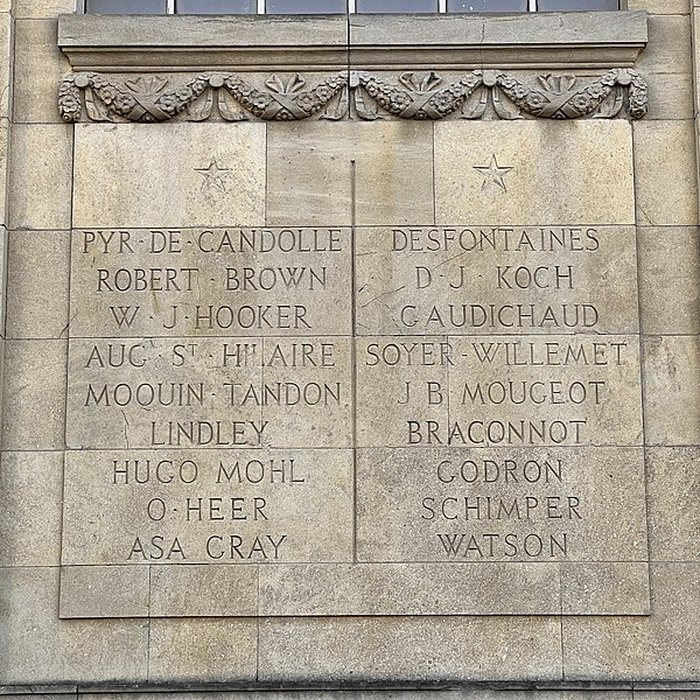 PYR·DE·CANDOLLE
ROBERT BROWN
W·J·HOOKER
AUG· ST· HILAIRE
MOQUIN·TANDON
LINDLEY
HUGO MOHL
O·HEER
ASA GRAY
DESFONTAINES
D·J·KOCH
GAUDICHAUD
SOYER-WILLEMET
J B MOUGEOT
BRACONNOT
GODRON
SCHIMPER
WATSON